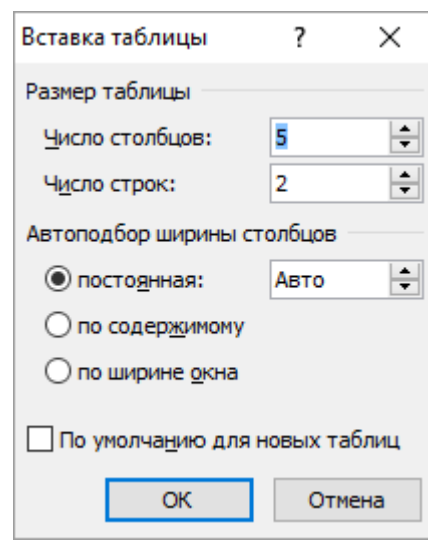 Вставка таблицы ? ×
Размер таблицы
Число столбцов: 5
Число строк: 2
Автоподбор ширины столбцов
постоянная: Авто
по содержимому
по ширине окна
По умолчанию для новых таблиц
ОК Отмена